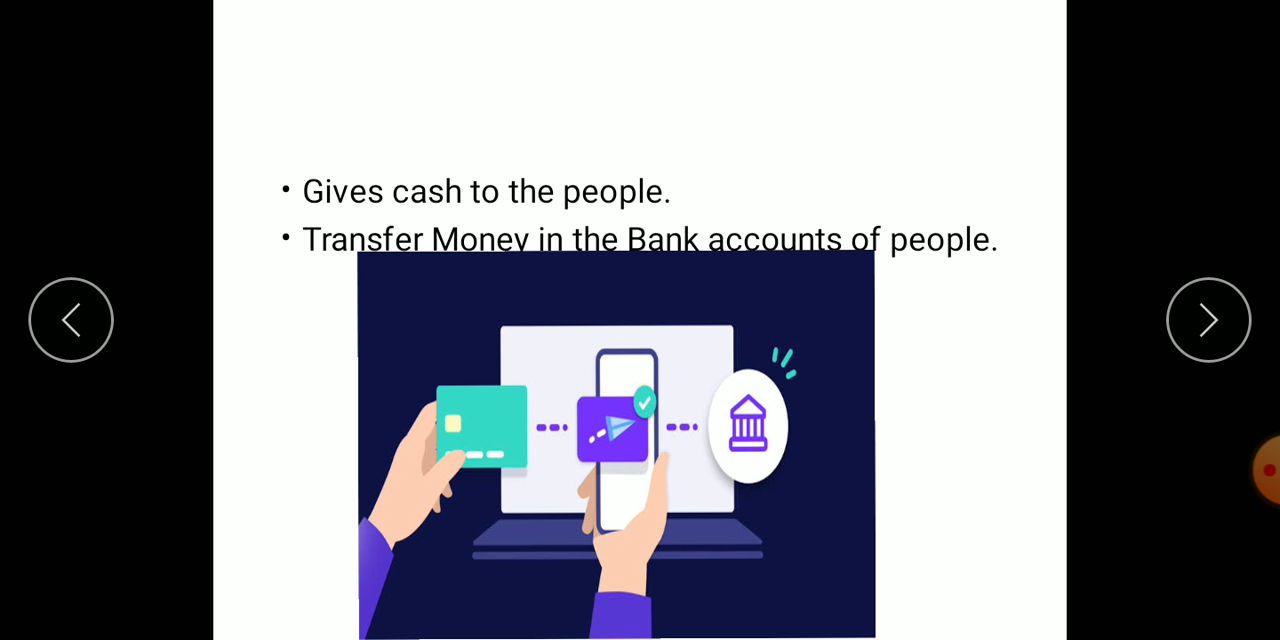 • Gives cash to the people.
• Transfer Money in the Bank accounts of people.